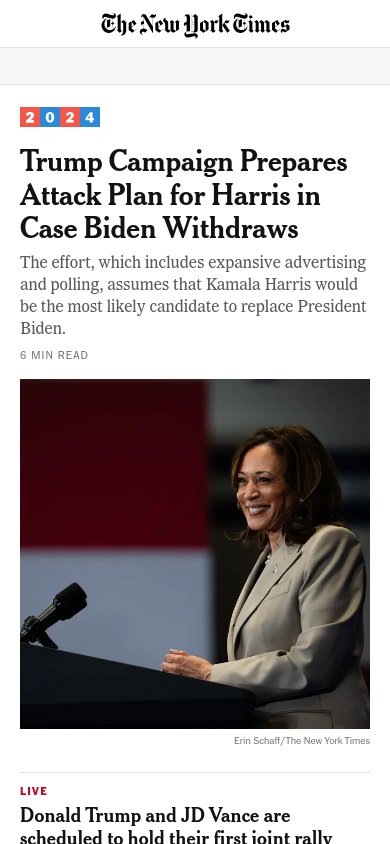 The New York Times
2024
Trump Campaign Prepares
Attack Plan for Harris in
Case Biden Withdraws
The effort, which includes expansive advertising
and polling, assumes that Kamala Harris would
be the most likely candidate to replace President
Biden.
6 MIN READ
Erin Schaff/The New York Times
LIVE
Donald Trump and JD Vance are
scheduled to hold their first joint rally